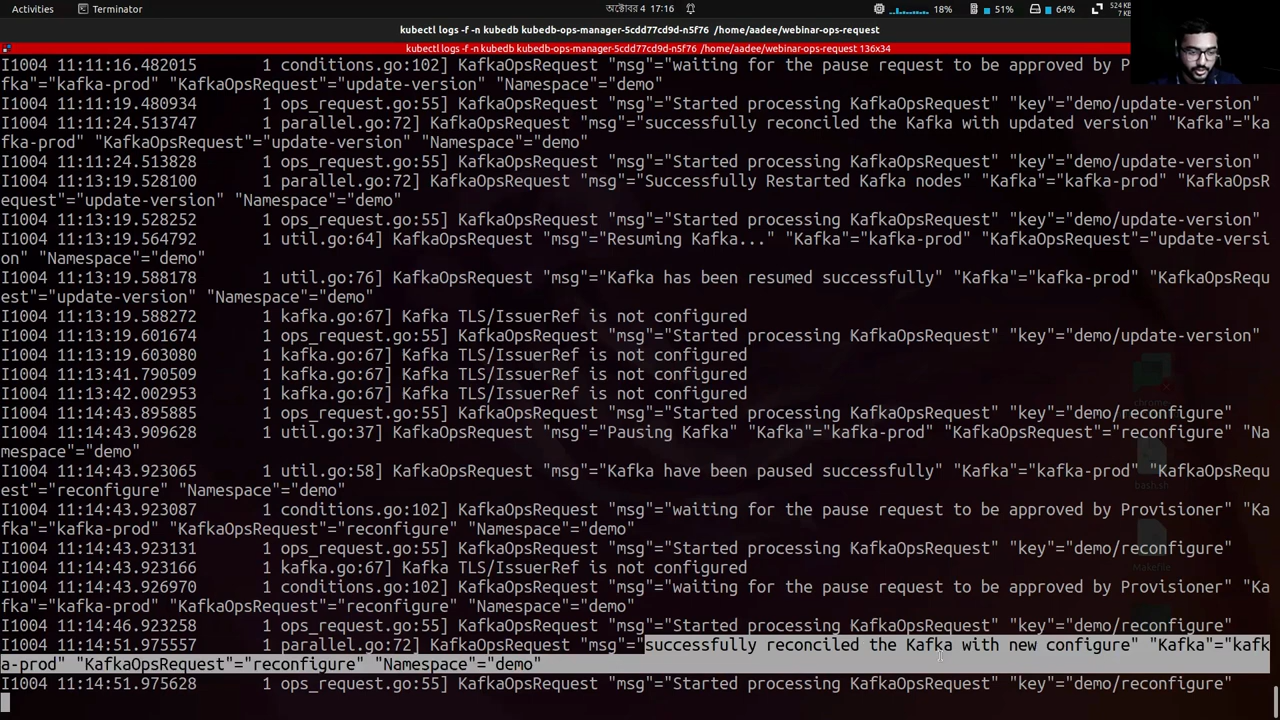 Activities
Terminator
অক্টোবর 4 17:16
18%
51%
64%
524 KB
7 KB
kubectl logs -f -n kubedb kubedb-ops-manager-5cdd77cd9d-n5f76 /home/aadee/webinar-ops-request
kubectl logs -f -n kubedb kubedb-ops-manager-5cdd77cd9d-n5f76 /home/aadee/webinar-ops-request 136x34
I1004 11:11:16.482015 1 conditions.go:102] KafkaOpsRequest "msg"="waiting for the pause request to be approved by P
fka"="kafka-prod" "KafkaOpsRequest"="update-version" "Namespace"="demo"
I1004 11:11:19.480934 1 ops_request.go:55] KafkaOpsRequest "msg"="Started processing KafkaOpsRequest" "key"="demo/update-version"
I1004 11:11:24.513747 1 parallel.go:72] KafkaOpsRequest "msg"="successfully reconciled the Kafka with updated version" "Kafka"="ka
fka-prod" "KafkaOpsRequest"="update-version" "Namespace"="demo"
I1004 11:11:24.513828 1 ops_request.go:55] KafkaOpsRequest "msg"="Started processing KafkaOpsRequest" "key"="demo/update-version"
I1004 11:13:19.528100 1 parallel.go:72] KafkaOpsRequest "msg"="Successfully Restarted Kafka nodes" "Kafka"="kafka-prod" "KafkaOpsR
equest"="update-version" "Namespace"="demo"
I1004 11:13:19.528252 1 ops_request.go:55] KafkaOpsRequest "msg"="Started processing KafkaOpsRequest" "key"="demo/update-version"
I1004 11:13:19.564792 1 util.go:64] KafkaOpsRequest "msg"="Resuming Kafka..." "Kafka"="kafka-prod" "KafkaOpsRequest"="update-versi
on" "Namespace"="demo"
I1004 11:13:19.588178 1 util.go:76] KafkaOpsRequest "msg"="Kafka has been resumed successfully" "Kafka"="kafka-prod" "KafkaOpsRequ
est"="update-version" "Namespace"="demo"
I1004 11:13:19.588272 1 kafka.go:67] Kafka TLS/IssuerRef is not configured
I1004 11:13:19.601674 1 ops_request.go:55] KafkaOpsRequest "msg"="Started processing KafkaOpsRequest" "key"="demo/update-version"
I1004 11:13:19.603080 1 kafka.go:67] Kafka TLS/IssuerRef is not configured
I1004 11:13:41.790509 1 kafka.go:67] Kafka TLS/IssuerRef is not configured
I1004 11:13:42.002953 1 kafka.go:67] Kafka TLS/IssuerRef is not configured
I1004 11:14:43.895885 1 ops_request.go:55] KafkaOpsRequest "msg"="Started processing KafkaOpsRequest" "key"="demo/reconfigure"
I1004 11:14:43.909628 1 util.go:37] KafkaOpsRequest "msg"="Pausing Kafka" "Kafka"="kafka-prod" "KafkaOpsRequest"="reconfigure" "Na
mespace"="demo"
I1004 11:14:43.923065 1 util.go:58] KafkaOpsRequest "msg"="Kafka have been paused successfully" "Kafka"="kafka-prod" "KafkaOpsRequ
est"="reconfigure" "Namespace"="demo"
I1004 11:14:43.923087 1 conditions.go:102] KafkaOpsRequest "msg"="waiting for the pause request to be approved by Provisioner" "Ka
fka"="kafka-prod" "KafkaOpsRequest"="reconfigure" "Namespace"="demo"
I1004 11:14:43.923131 1 ops_request.go:55] KafkaOpsRequest "msg"="Started processing KafkaOpsRequest" "key"="demo/reconfigure"
I1004 11:14:43.923166 1 kafka.go:67] Kafka TLS/IssuerRef is not configured
I1004 11:14:43.926970 1 conditions.go:102] KafkaOpsRequest "msg"="waiting for the pause request to be approved by Provisioner" "Ka
fka"="kafka-prod" "KafkaOpsRequest"="reconfigure" "Namespace"="demo"
I1004 11:14:46.923258 1 ops_request.go:55] KafkaOpsRequest "msg"="Started processing KafkaOpsRequest" "key"="demo/reconfigure"
I1004 11:14:51.975557 1 parallel.go:72] KafkaOpsRequest "msg"="successfully reconciled the Kafka with new configure" "Kafka"="kafk
a-prod" "KafkaOpsRequest"="reconfigure" "Namespace"="demo"
I1004 11:14:51.975628 1 ops_request.go:55] KafkaOpsRequest "msg"="Started processing KafkaOpsRequest" "key"="demo/reconfigure"
chrome-
bash.sh
Makefile